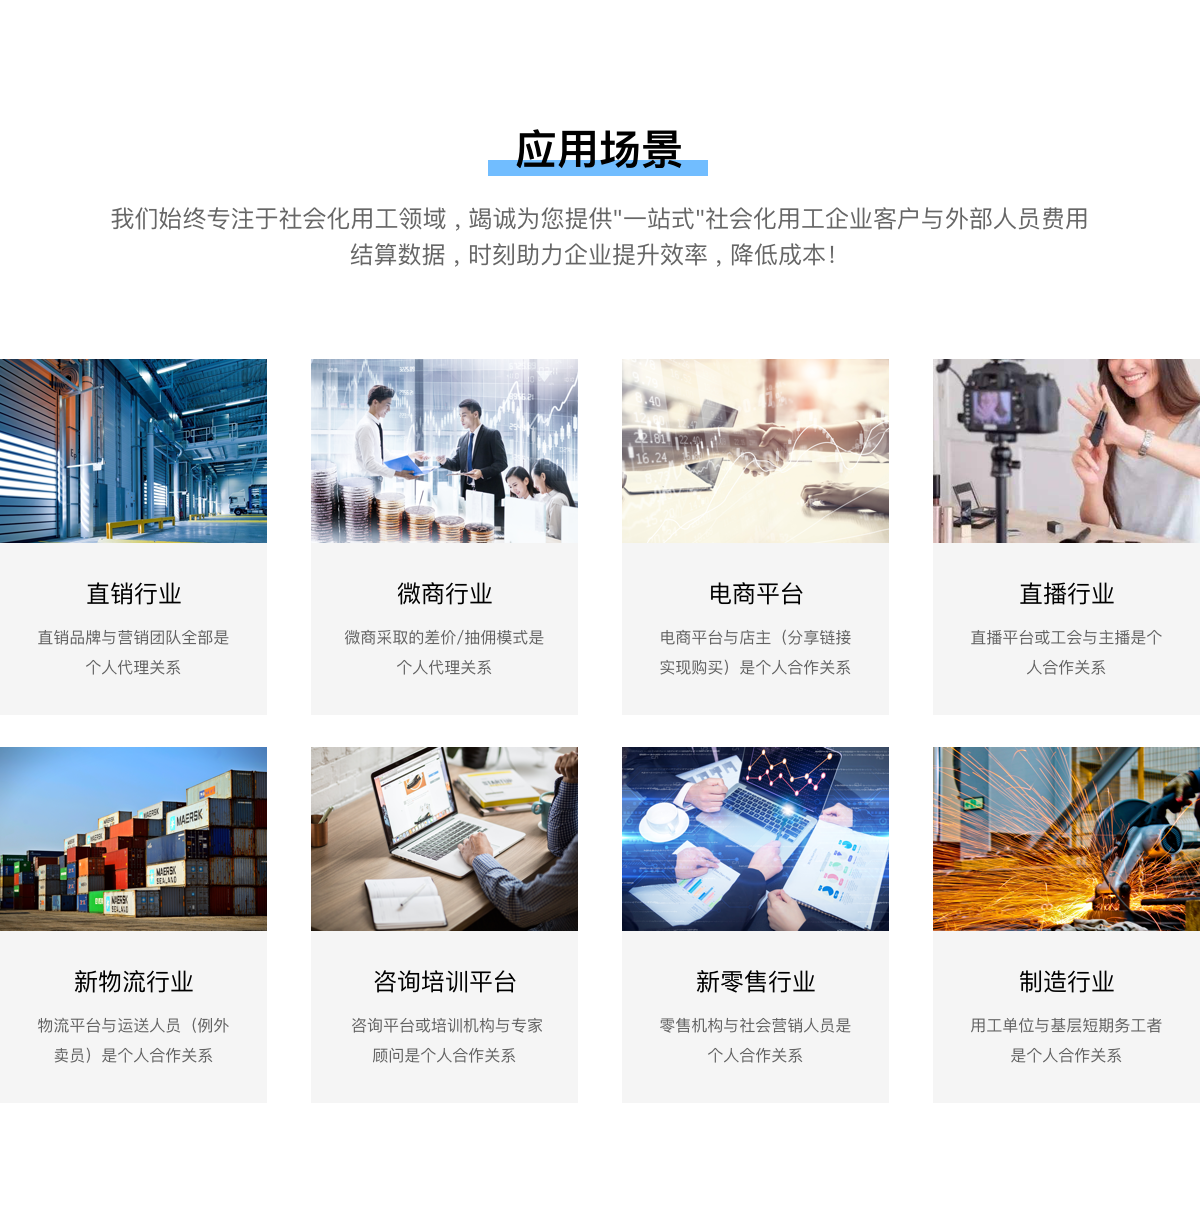 应用场景
我们始终专注于社会化用工领域，竭诚为您提供"一站式"社会化用工企业客户与外部人员费用
结算数据，时刻助力企业提升效率，降低成本！
22.61
16.24
直销行业
直销品牌与营销团队全部是
个人代理关系
微商行业
微商采取的差价/抽佣模式是
个人代理关系
电商平台
电商平台与店主（分享链接
实现购买）是个人合作关系
直播行业
直播平台或工会与主播是个
人合作关系
MAERSK
MAERSK
SEALAND
MAERSK
SEALAND
STARTUP
新物流行业
物流平台与运送人员（例外
卖员）是个人合作关系
咨询培训平台
咨询平台或培训机构与专家
顾问是个人合作关系
新零售行业
零售机构与社会营销人员是
个人合作关系
制造行业
用工单位与基层短期务工者
是个人合作关系